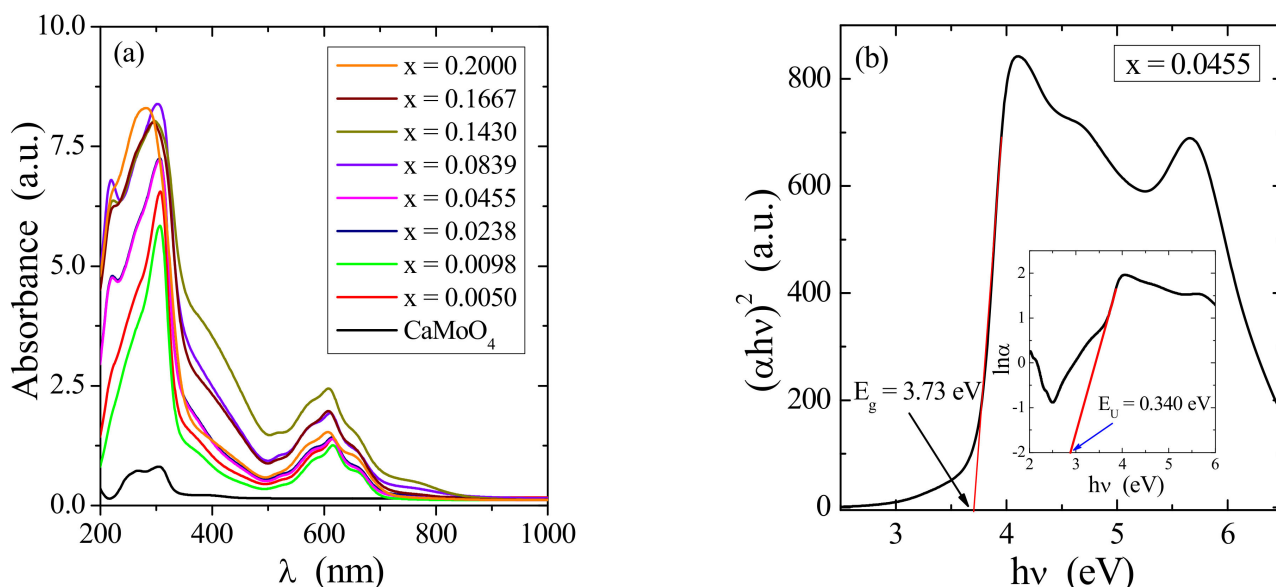 (a)
10.0
7.5
5.0
2.5
0.0
Absorbance (a.u.)
x = 0.2000
x = 0.1667
x = 0.1430
x = 0.0839
x = 0.0455
x = 0.0238
x = 0.0098
x = 0.0050
CaMoO₄
200 400 600 800 1000
λ (nm)
(b)
x = 0.0455
800
600
400
200
0
(αhν)²  (a.u.)
E_g = 3.73 eV
3 4 5 6
hν (eV)
2
1
0
-1
-2
lnα
E_U = 0.340 eV
2 3 4 5 6
hν (eV)